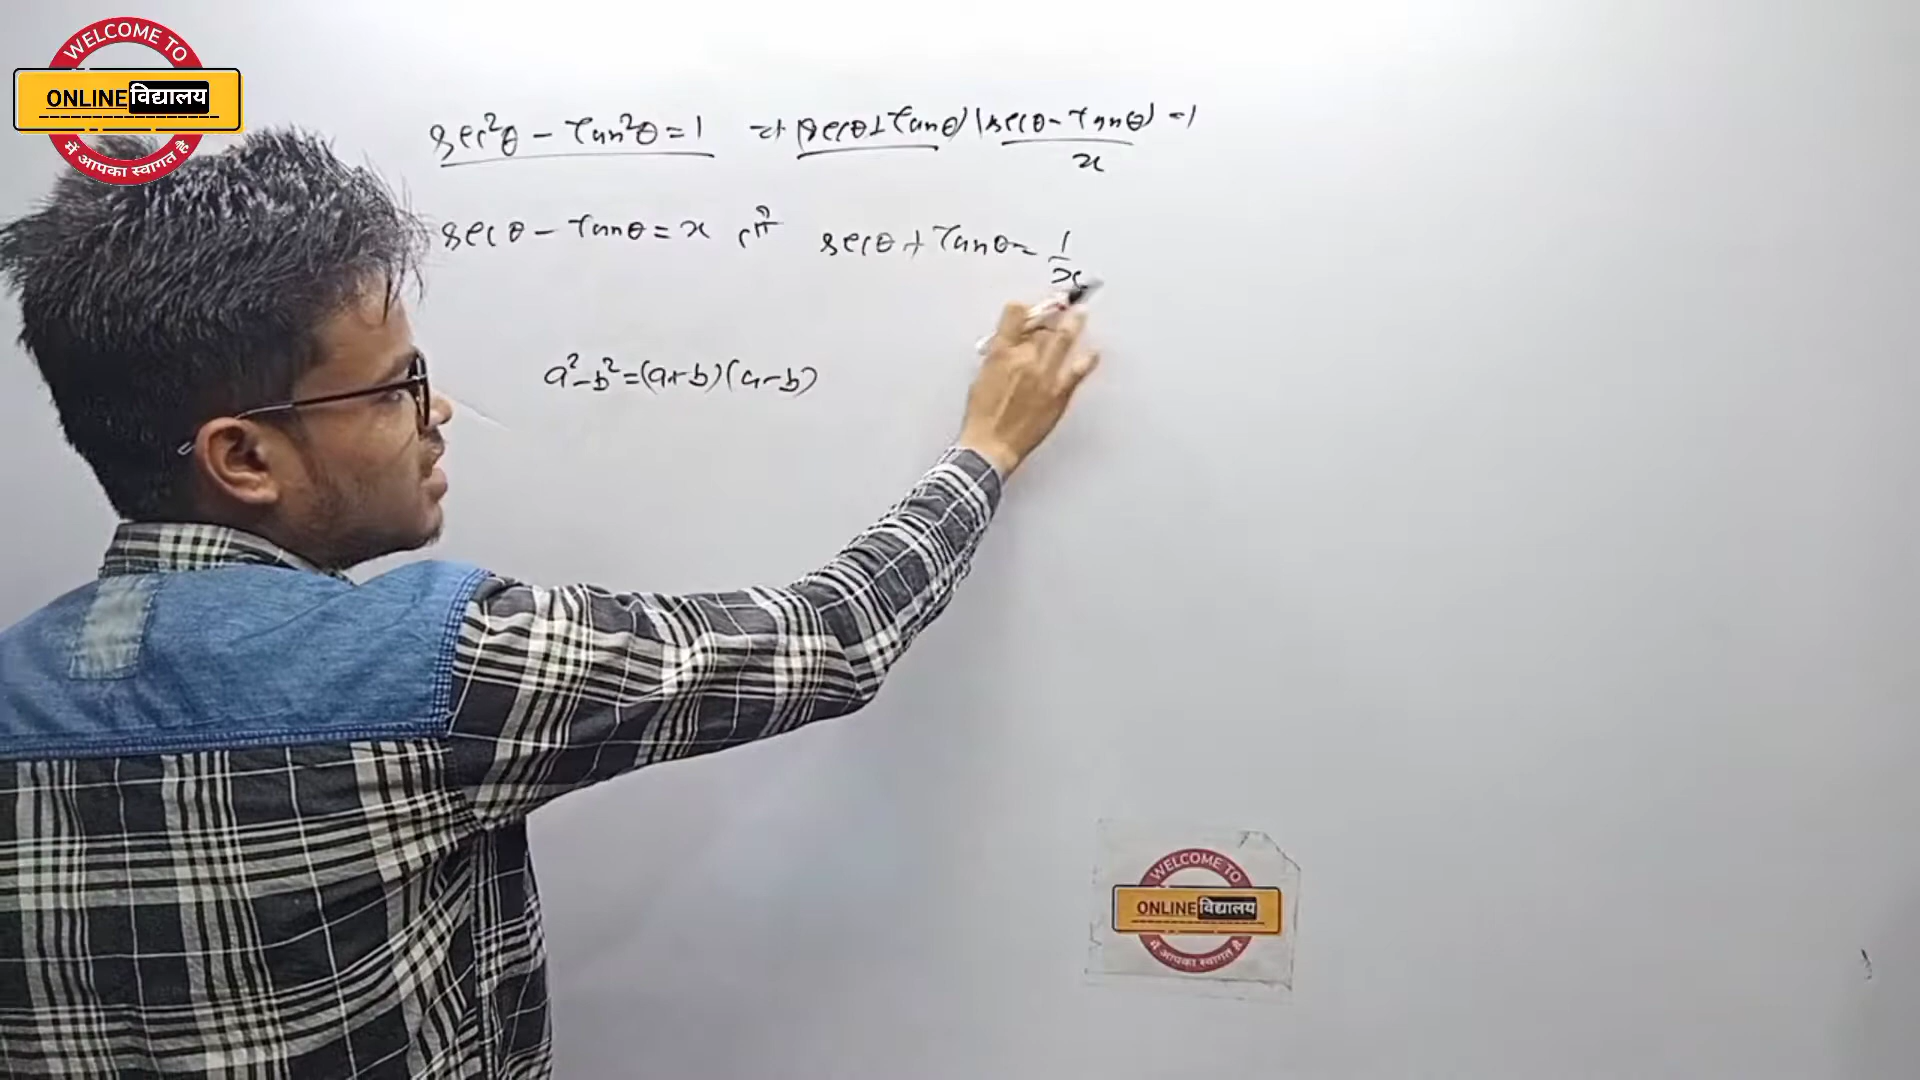 WELCOME TO
ONLINE विद्यालय
में आपका स्वागत है
sec²θ - Tan²θ = 1 ⇒ (secθ + Tanθ) (secθ - Tanθ) = 1
x
secθ - Tanθ = x तो secθ + Tanθ = 1/x
a² - b² = (a+b)(a-b)
WELCOME TO
ONLINE विद्यालय
में आपका स्वागत है